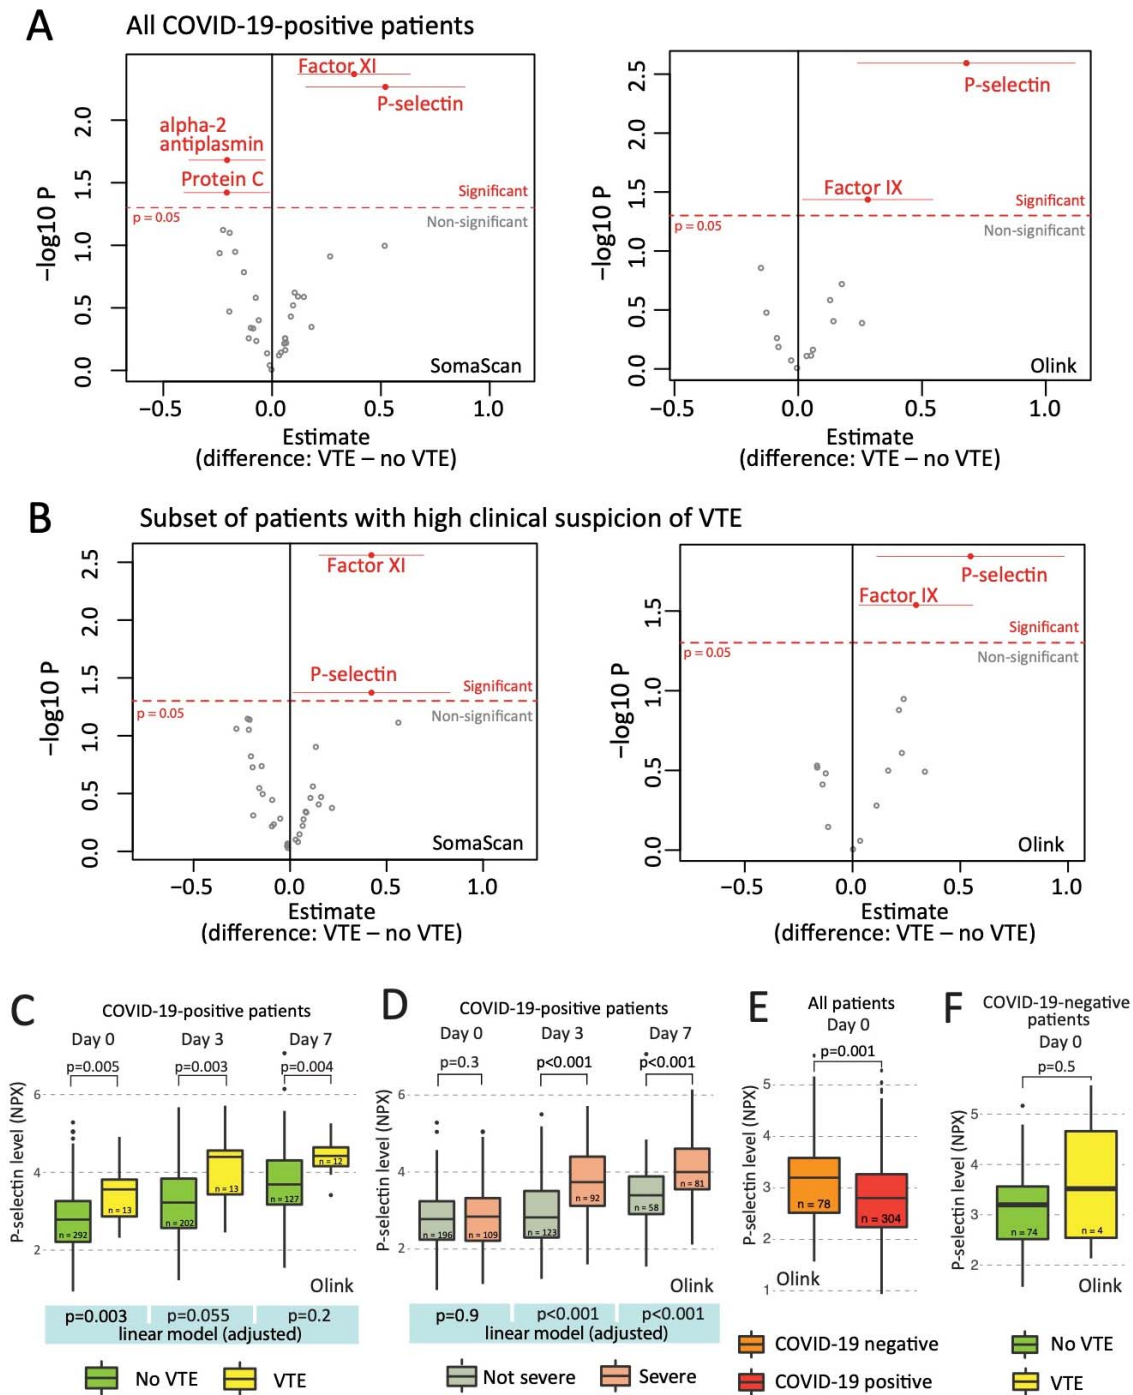 A
All COVID-19-positive patients
Factor XI
P-selectin
alpha-2
antiplasmin
Protein C
Significant
p = 0.05
Non-significant
SomaScan
−log10 P
2.0
1.5
1.0
0.5
0.0
−0.5 0.0 0.5 1.0
Estimate
(difference: VTE – no VTE)
P-selectin
Factor IX
Significant
p = 0.05
Non-significant
Olink
−log10 P
2.5
2.0
1.5
1.0
0.5
0.0
−0.5 0.0 0.5 1.0
Estimate
(difference: VTE – no VTE)
B
Subset of patients with high clinical suspicion of VTE
Factor XI
P-selectin
Significant
p = 0.05
Non-significant
SomaScan
−log10 P
2.5
2.0
1.5
1.0
0.5
0.0
−0.5 0.0 0.5 1.0
Estimate
(difference: VTE – no VTE)
P-selectin
Factor IX
Significant
p = 0.05
Non-significant
Olink
−log10 P
1.5
1.0
0.5
0.0
−0.5 0.0 0.5 1.0
Estimate
(difference: VTE – no VTE)
C
COVID-19-positive patients
Day 0 Day 3 Day 7
p=0.005 p=0.003 p=0.004
P-selectin level (NPX)
6
4
2
n = 292 n = 13 n = 202 n = 13 n = 127 n = 12
Olink
p=0.003 p=0.055 p=0.2
linear model (adjusted)
No VTE VTE
D
COVID-19-positive patients
Day 0 Day 3 Day 7
p=0.3 p<0.001 p<0.001
P-selectin level (NPX)
6
4
2
n = 196 n = 109 n = 123 n = 92 n = 58 n = 81
Olink
p=0.9 p<0.001 p<0.001
linear model (adjusted)
Not severe Severe
E
All patients
Day 0
p=0.001
P-selectin level (NPX)
5
4
3
2
1
n = 78 n = 304
Olink
COVID-19 negative
COVID-19 positive
F
COVID-19-negative
patients
Day 0
p=0.5
P-selectin level (NPX)
5
4
3
2
n = 74 n = 4
Olink
No VTE
VTE